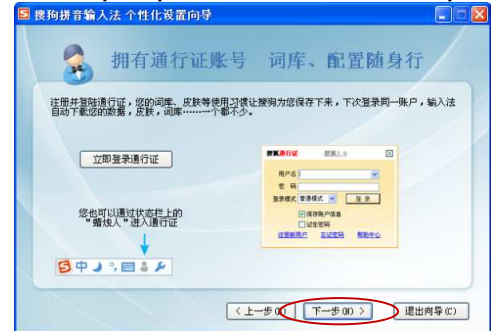 搜狗拼音输入法 个性化设置向导
拥有通行证账号 词库、配置随身行
注册并登陆通行证，您的词库、皮肤等使用习惯让搜狗为您保存下来，下次登录同一账户，输入法
自动下载您的数据，皮肤，词库………一个都不少。
立即登录通行证
您也可以通过状态栏上的
"蜡烛人"进入通行证
中
搜狐通行证 搜狐2.0
用户名
密 码
登录模式 普通模式 登 录
保存账户信息
记住密码
注册新用户 忘记密码 帮助中心
< 上一步(B)
下一步(N) >
退出向导(C)